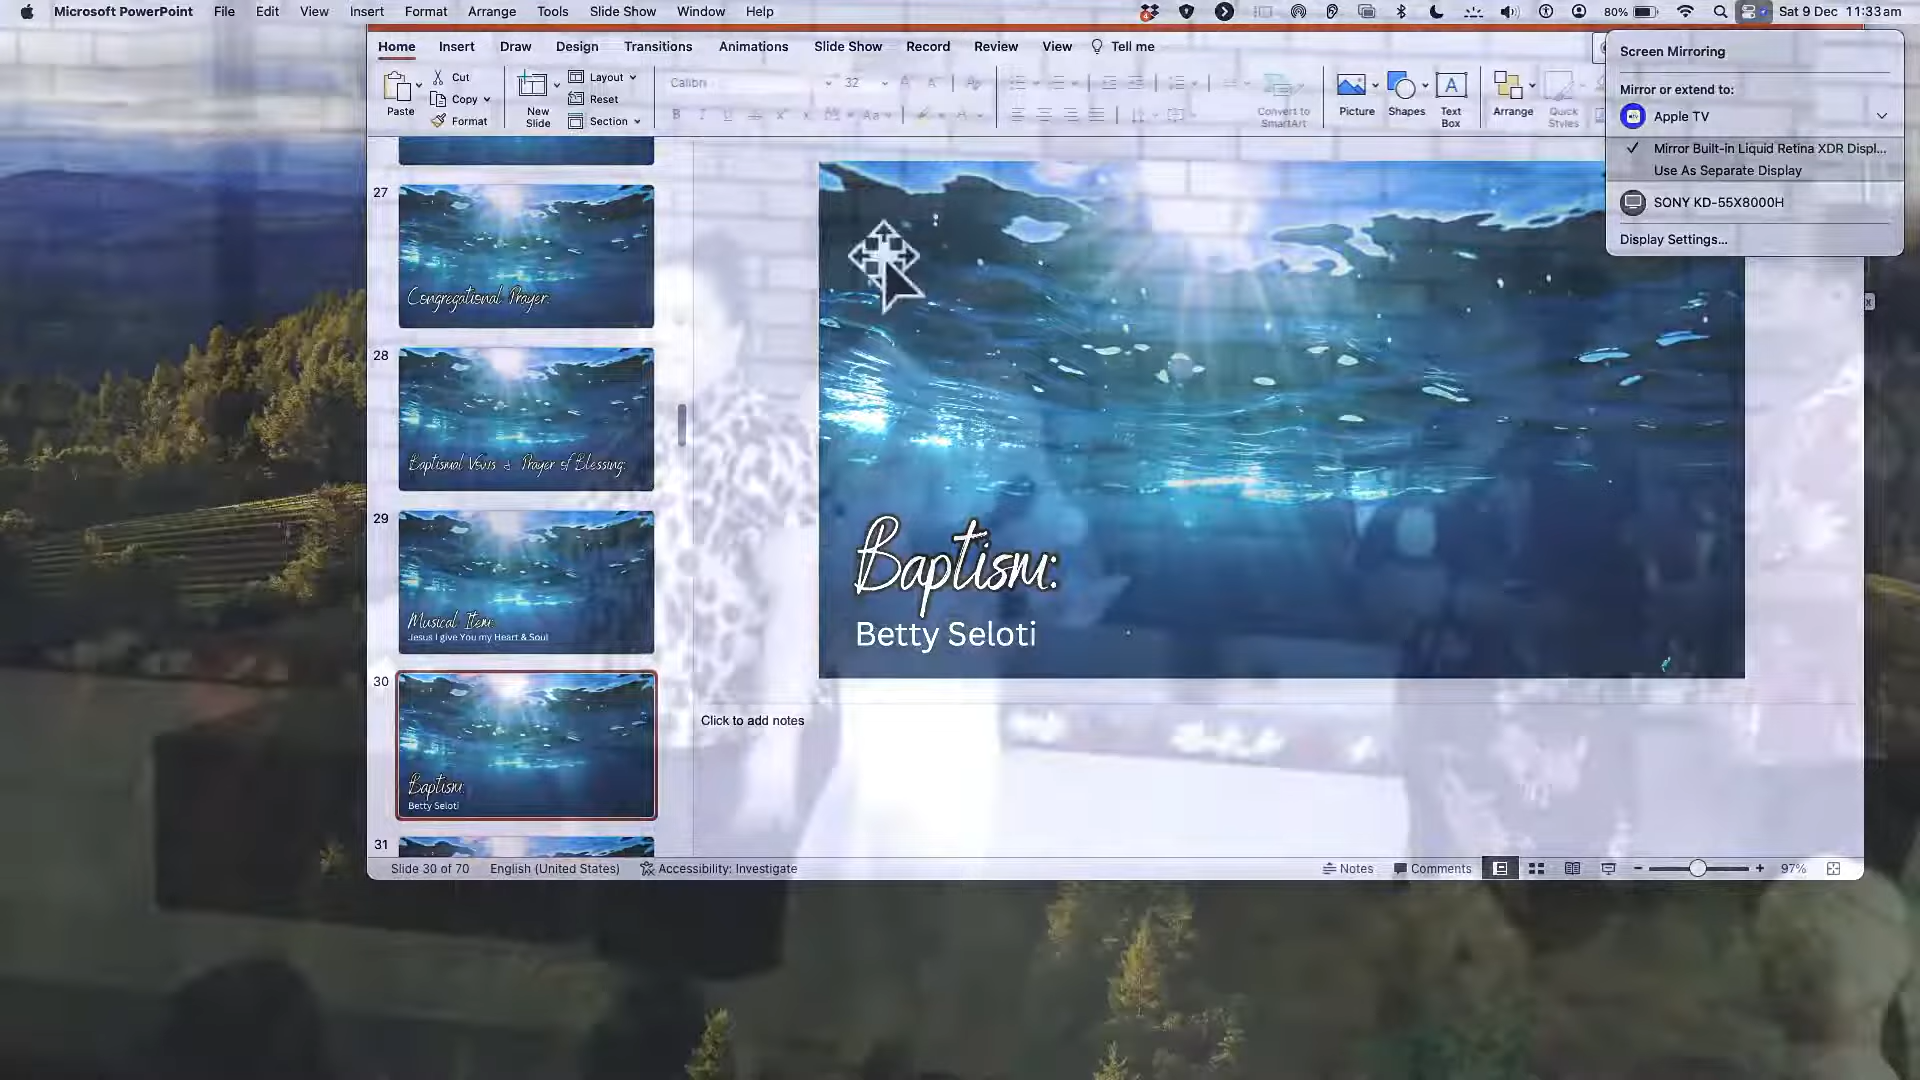 Microsoft PowerPoint File Edit View Insert Format Arrange Tools Slide Show Window Help
4 80% Sat 9 Dec 11:33 am
Home Insert Draw Design Transitions Animations Slide Show Record Review View Tell me
Paste
Cut
Copy
Format
New Slide
Layout
Reset
Section
Calibri 32
B I U
Convert to SmartArt
Picture
Shapes
A
Text Box
Arrange
Quick Styles
Screen Mirroring
Mirror or extend to:
Apple TV
Mirror Built-in Liquid Retina XDR Displ...
Use As Separate Display
SONY KD-55X8000H
Display Settings...
27
Congregational Prayer:
28
Baptismal Vows & Prayer of Blessing:
29
Musical Item:
Jesus I give You my Heart & Soul
30
Baptism:
Betty Seloti
31
Baptism:
Betty Seloti
Click to add notes
Slide 30 of 70 English (United States) Accessibility: Investigate Notes Comments 97%